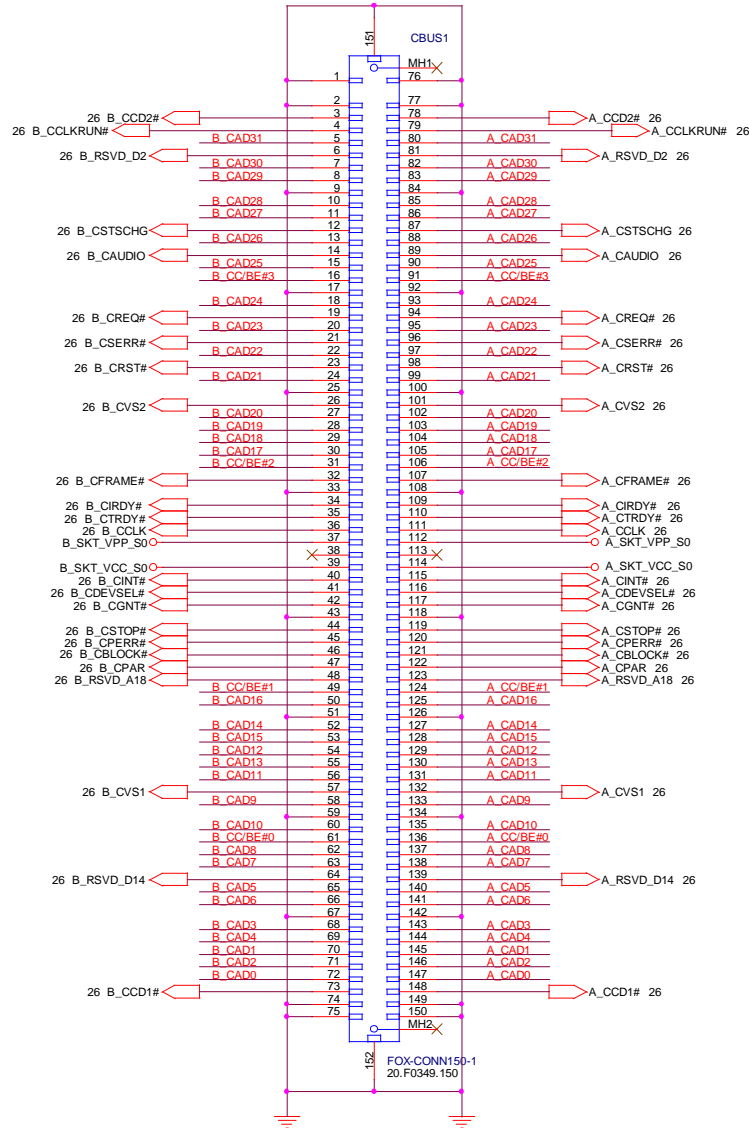 151
CBUS1
MH1
1 76
2 77
26 B_CCD2# 3 78 A_CCD2# 26
26 B_CCLKRUN# 4 79 A_CCLKRUN# 26
B_CAD31 5 80 A_CAD31
26 B_RSVD_D2 6 81 A_RSVD_D2 26
B_CAD30 7 82 A_CAD30
B_CAD29 8 83 A_CAD29
9 84
B_CAD28 10 85 A_CAD28
B_CAD27 11 86 A_CAD27
26 B_CSTSCHG 12 87 A_CSTSCHG 26
B_CAD26 13 88 A_CAD26
26 B_CAUDIO 14 89 A_CAUDIO 26
B_CAD25 15 90 A_CAD25
B_CC/BE#3 16 91 A_CC/BE#3
17 92
B_CAD24 18 93 A_CAD24
26 B_CREQ# 19 94 A_CREQ# 26
B_CAD23 20 95 A_CAD23
26 B_CSERR# 21 96 A_CSERR# 26
B_CAD22 22 97 A_CAD22
26 B_CRST# 23 98 A_CRST# 26
B_CAD21 24 99 A_CAD21
25 100
26 B_CVS2 26 101 A_CVS2 26
B_CAD20 27 102 A_CAD20
B_CAD19 28 103 A_CAD19
B_CAD18 29 104 A_CAD18
B_CAD17 30 105 A_CAD17
B_CC/BE#2 31 106 A_CC/BE#2
26 B_CFRAME# 32 107 A_CFRAME# 26
33 108
26 B_CIRDY# 34 109 A_CIRDY# 26
26 B_CTRDY# 35 110 A_CTRDY# 26
26 B_CCLK 36 111 A_CCLK 26
B_SKT_VPP_S0 37 112 A_SKT_VPP_S0
38 113
B_SKT_VCC_S0 39 114 A_SKT_VCC_S0
26 B_CINT# 40 115 A_CINT# 26
26 B_CDEVSEL# 41 116 A_CDEVSEL# 26
26 B_CGNT# 42 117 A_CGNT# 26
43 118
26 B_CSTOP# 44 119 A_CSTOP# 26
26 B_CPERR# 45 120 A_CPERR# 26
26 B_CBLOCK# 46 121 A_CBLOCK# 26
26 B_CPAR 47 122 A_CPAR 26
26 B_RSVD_A18 48 123 A_RSVD_A18 26
B_CC/BE#1 49 124 A_CC/BE#1
B_CAD16 50 125 A_CAD16
51 126
B_CAD14 52 127 A_CAD14
B_CAD15 53 128 A_CAD15
B_CAD12 54 129 A_CAD12
B_CAD13 55 130 A_CAD13
B_CAD11 56 131 A_CAD11
26 B_CVS1 57 132 A_CVS1 26
B_CAD9 58 133 A_CAD9
59 134
B_CAD10 60 135 A_CAD10
B_CC/BE#0 61 136 A_CC/BE#0
B_CAD8 62 137 A_CAD8
B_CAD7 63 138 A_CAD7
26 B_RSVD_D14 64 139 A_RSVD_D14 26
B_CAD5 65 140 A_CAD5
B_CAD6 66 141 A_CAD6
67 142
B_CAD3 68 143 A_CAD3
B_CAD4 69 144 A_CAD4
B_CAD1 70 145 A_CAD1
B_CAD2 71 146 A_CAD2
B_CAD0 72 147 A_CAD0
26 B_CCD1# 73 148 A_CCD1# 26
74 149
75 150
MH2
152
FOX-CONN150-1
20.F0349.150